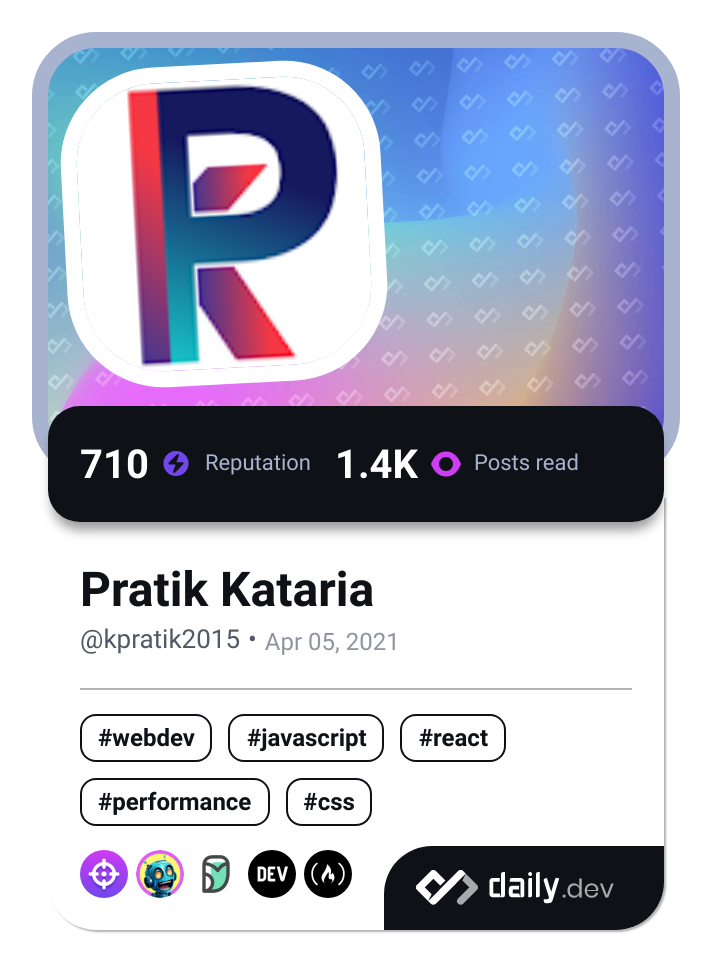 710 Reputation 1.4K Posts read
Pratik Kataria
@kpratik2015 • Apr 05, 2021
#webdev #javascript #react
#performance #css
DEV daily.dev